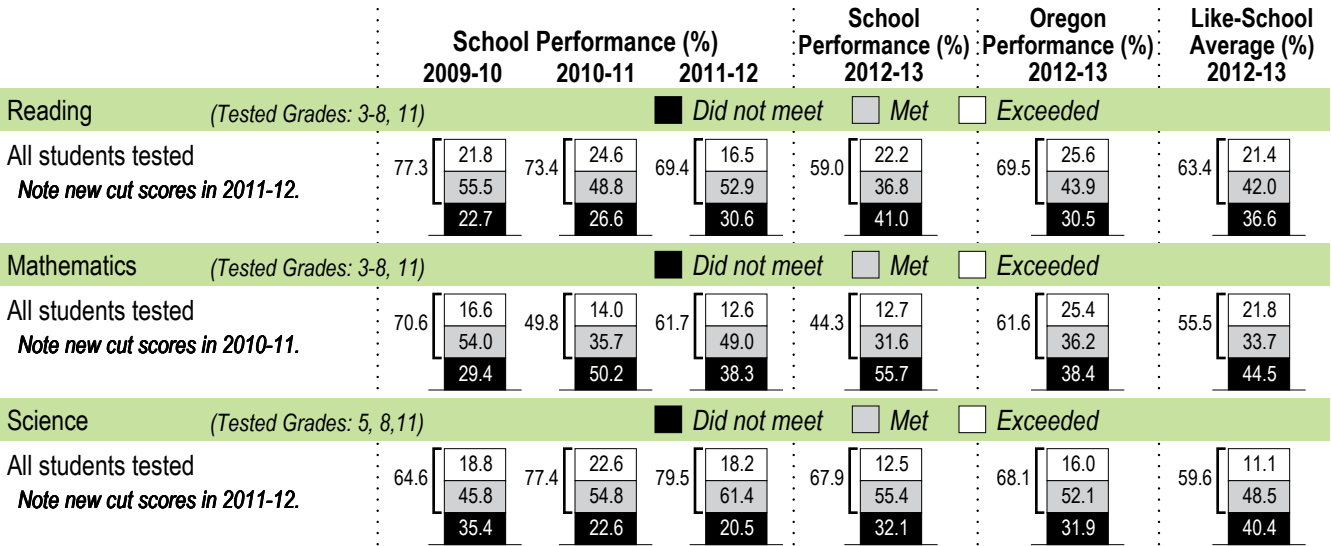 School Performance (%) School Performance (%) Oregon Performance (%) Like-School Average (%)
2009-10 2010-11 2011-12 2012-13 2012-13 2012-13
Reading (Tested Grades: 3-8, 11) Did not meet Met Exceeded
All students tested
Note new cut scores in 2011-12.
77.3 21.8 73.4 24.6 69.4 16.5 59.0 22.2 69.5 25.6 63.4 21.4
55.5 48.8 52.9 36.8 43.9 42.0
22.7 26.6 30.6 41.0 30.5 36.6
Mathematics (Tested Grades: 3-8, 11) Did not meet Met Exceeded
All students tested
Note new cut scores in 2010-11.
70.6 16.6 49.8 14.0 61.7 12.6 44.3 12.7 61.6 25.4 55.5 21.8
54.0 35.7 49.0 31.6 36.2 33.7
29.4 50.2 38.3 55.7 38.4 44.5
Science (Tested Grades: 5, 8,11) Did not meet Met Exceeded
All students tested
Note new cut scores in 2011-12.
64.6 18.8 77.4 22.6 79.5 18.2 67.9 12.5 68.1 16.0 59.6 11.1
45.8 54.8 61.4 55.4 52.1 48.5
35.4 22.6 20.5 32.1 31.9 40.4